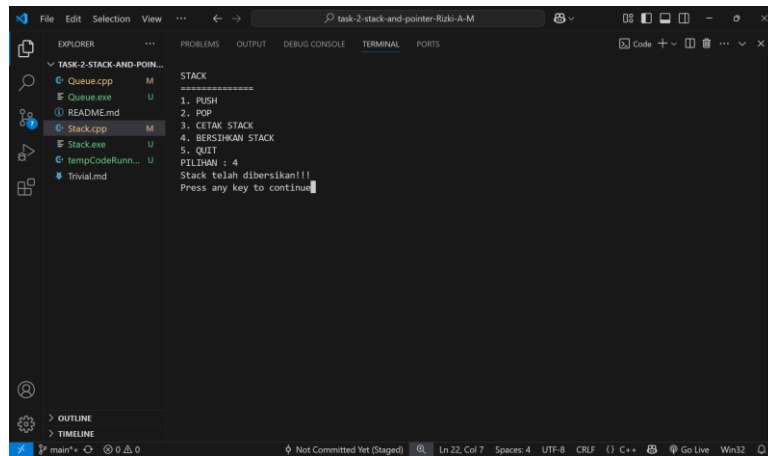 File Edit Selection View ... task-2-stack-and-pointer-Rizki-A-M
EXPLORER ... PROBLEMS OUTPUT DEBUG CONSOLE TERMINAL PORTS Code
TASK-2-STACK-AND-POIN...
Queue.cpp M
Queue.exe U
README.md
Stack.cpp M
Stack.exe U
tempCodeRunn... U
Trivial.md
7
STACK
==============
1. PUSH
2. POP
3. CETAK STACK
4. BERSIHKAN STACK
5. QUIT
PILIHAN : 4
Stack telah dibersikan!!!
Press any key to continue
OUTLINE
TIMELINE
main*+ 0 0 Not Committed Yet (Staged) Ln 22, Col 7 Spaces: 4 UTF-8 CRLF {} C++ Go Live Win32